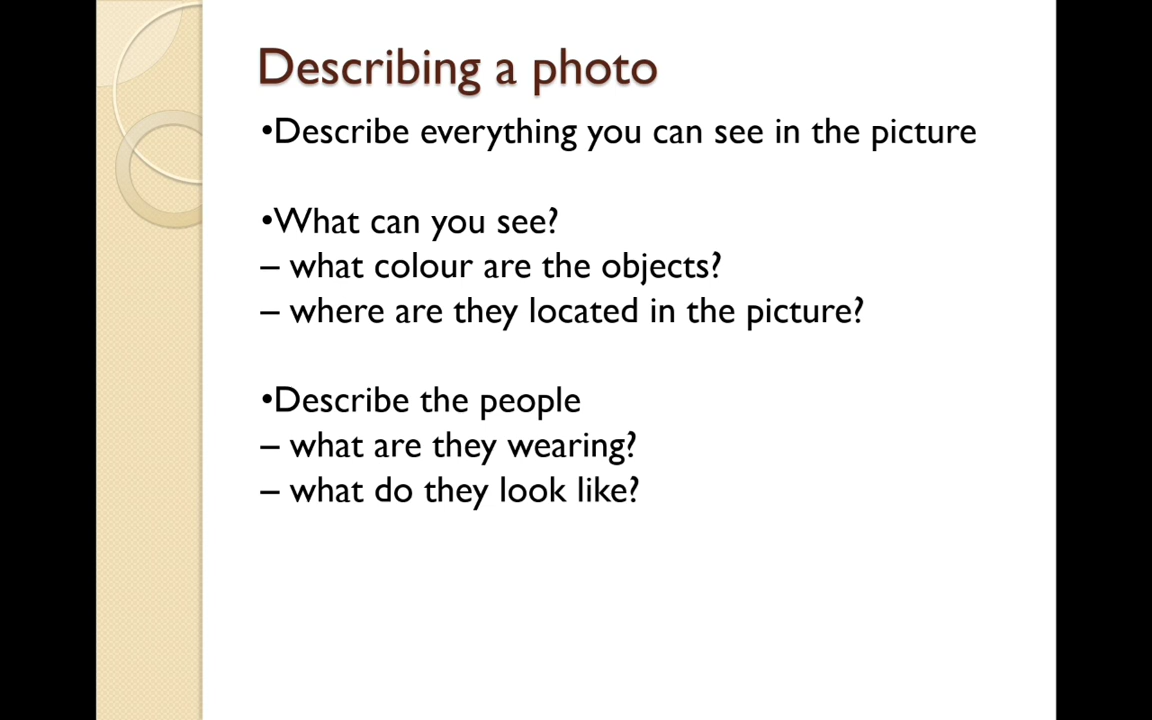 Describing a photo
•Describe everything you can see in the picture
•What can you see?
– what colour are the objects?
– where are they located in the picture?
•Describe the people
– what are they wearing?
– what do they look like?